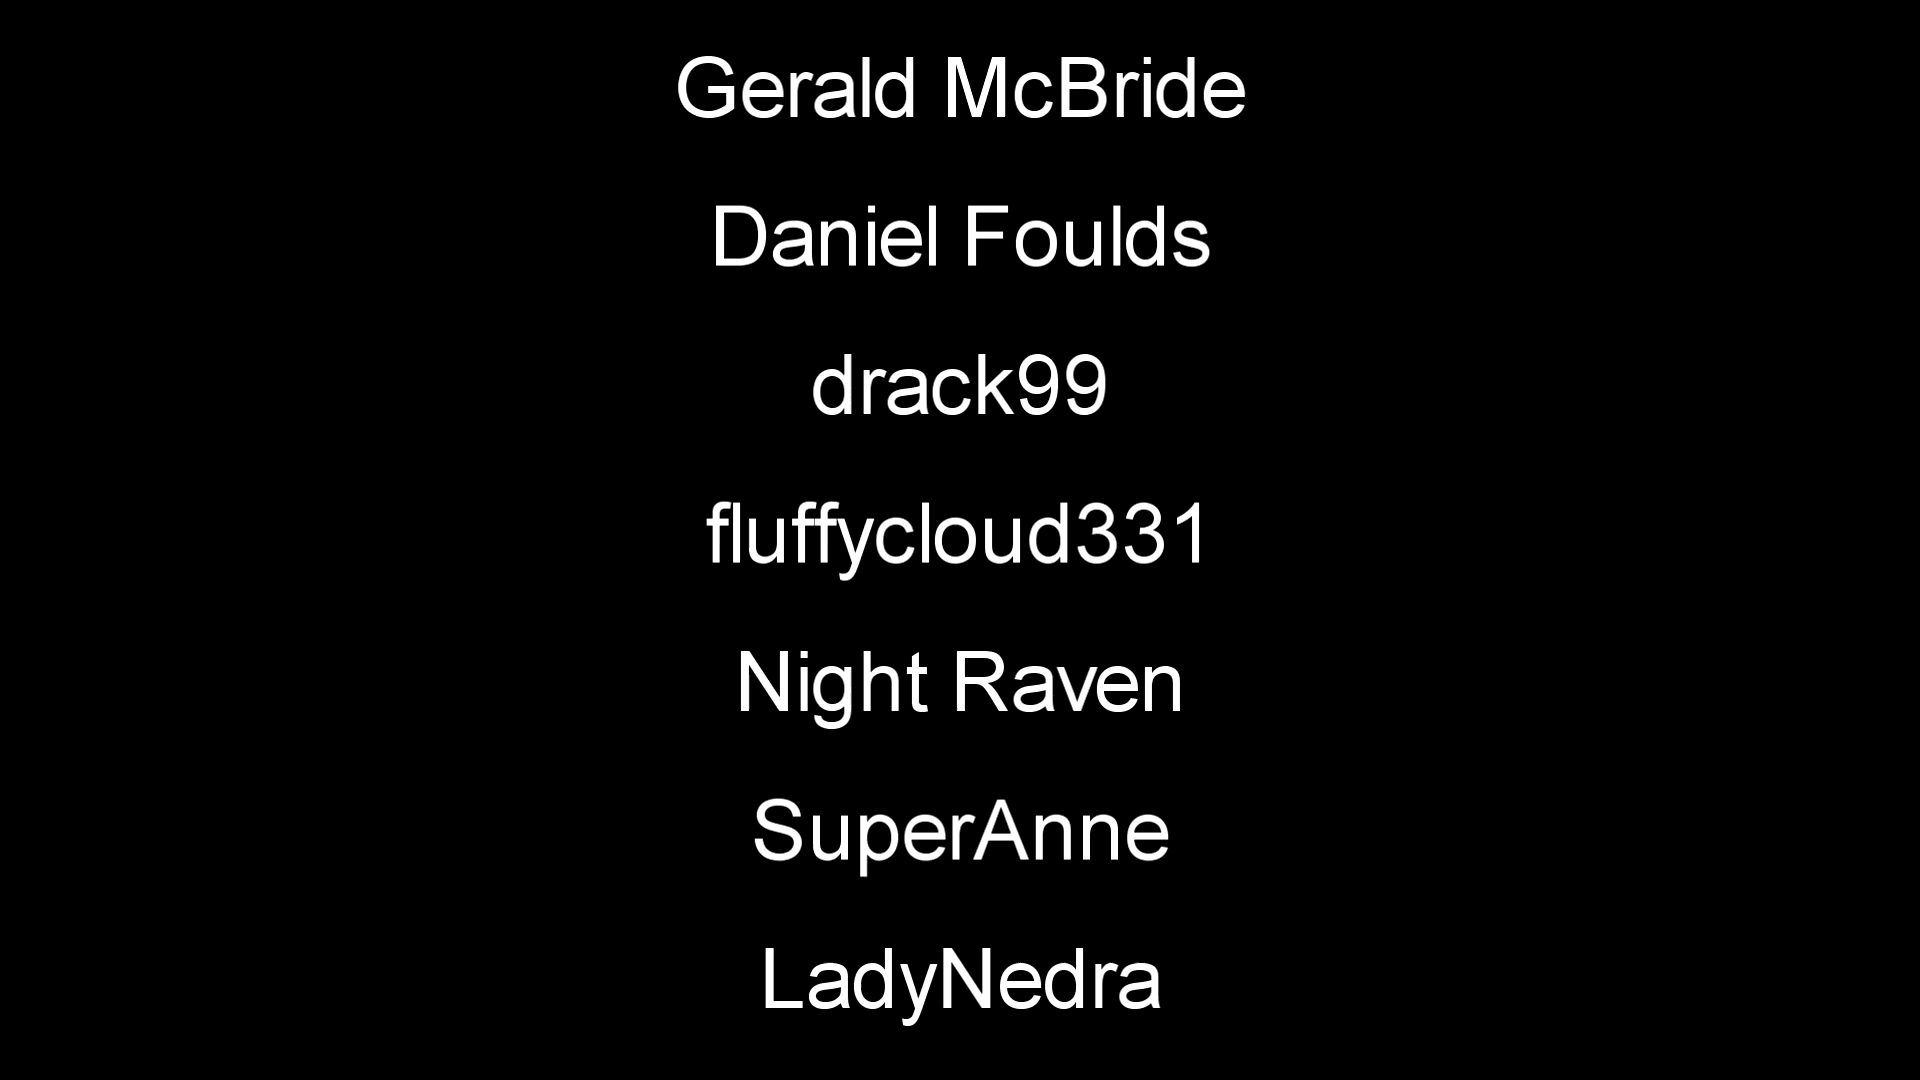 Gerald McBride
Daniel Foulds
drack99
fluffycloud331
Night Raven
SuperAnne
LadyNedra